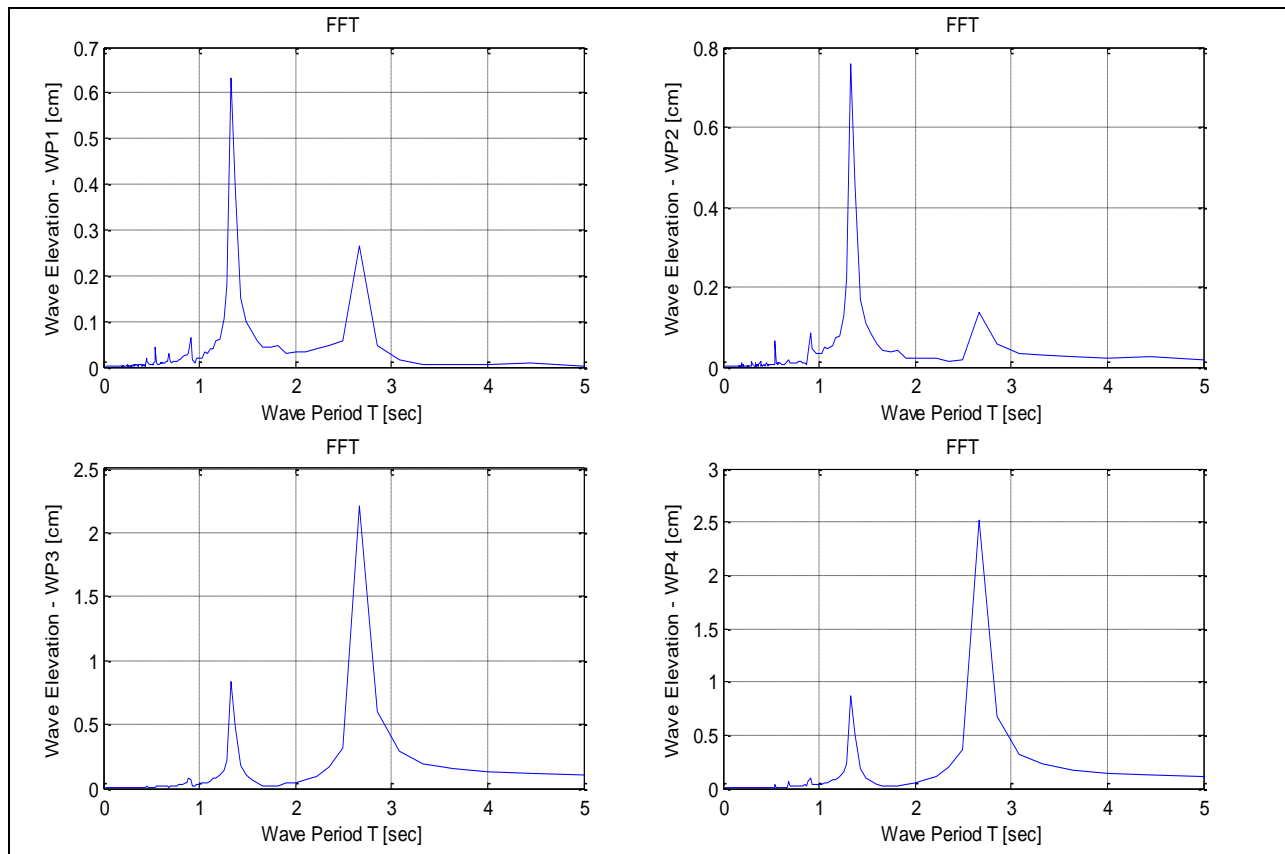 FFT
0.7
0.6
0.5
0.4
0.3
0.2
0.1
0
Wave Elevation - WP1 [cm]
0 1 2 3 4 5
Wave Period T [sec]
FFT
0.8
0.6
0.4
0.2
0
Wave Elevation - WP2 [cm]
0 1 2 3 4 5
Wave Period T [sec]
FFT
2.5
2
1.5
1
0.5
0
Wave Elevation - WP3 [cm]
0 1 2 3 4 5
Wave Period T [sec]
FFT
3
2.5
2
1.5
1
0.5
0
Wave Elevation - WP4 [cm]
0 1 2 3 4 5
Wave Period T [sec]